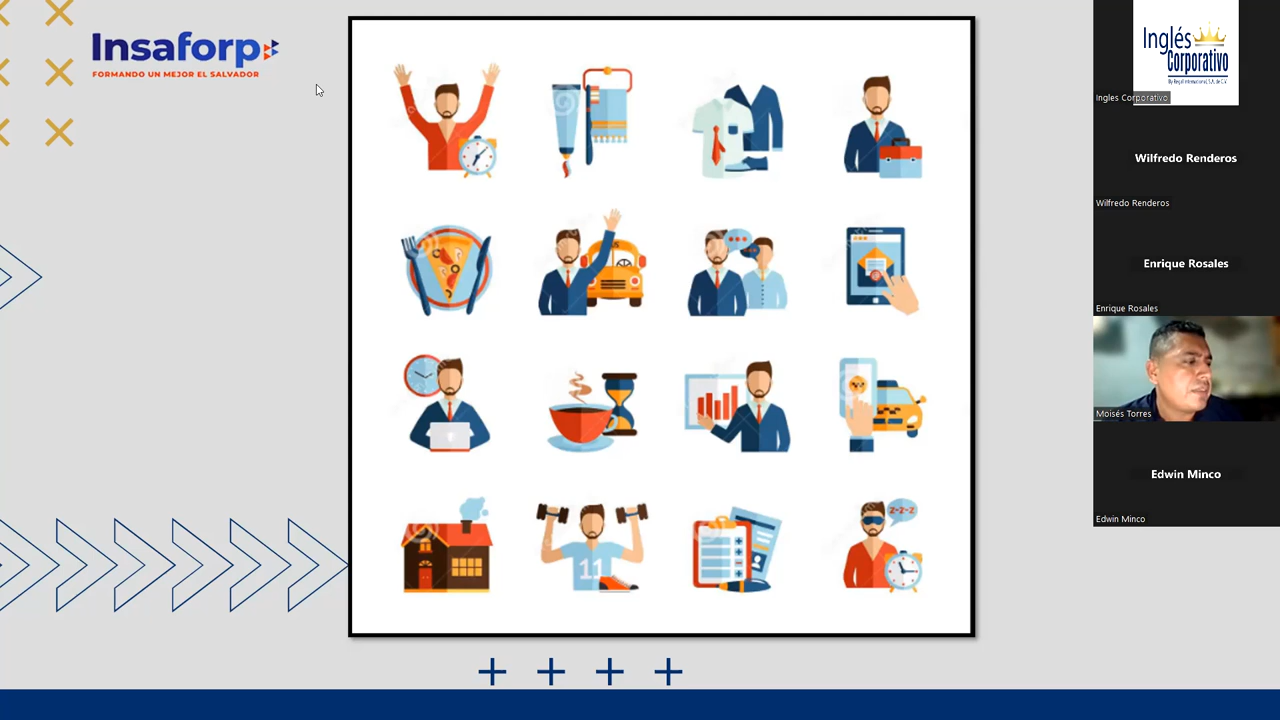 Insaforp
FORMANDO UN MEJOR EL SALVADOR
11
z-z-z
Inglés
Corporativo
Ingles Corporativo
Wilfredo Renderos
Wilfredo Renderos
Enrique Rosales
Enrique Rosales
Moisés Torres
Edwin Minco
Edwin Minco